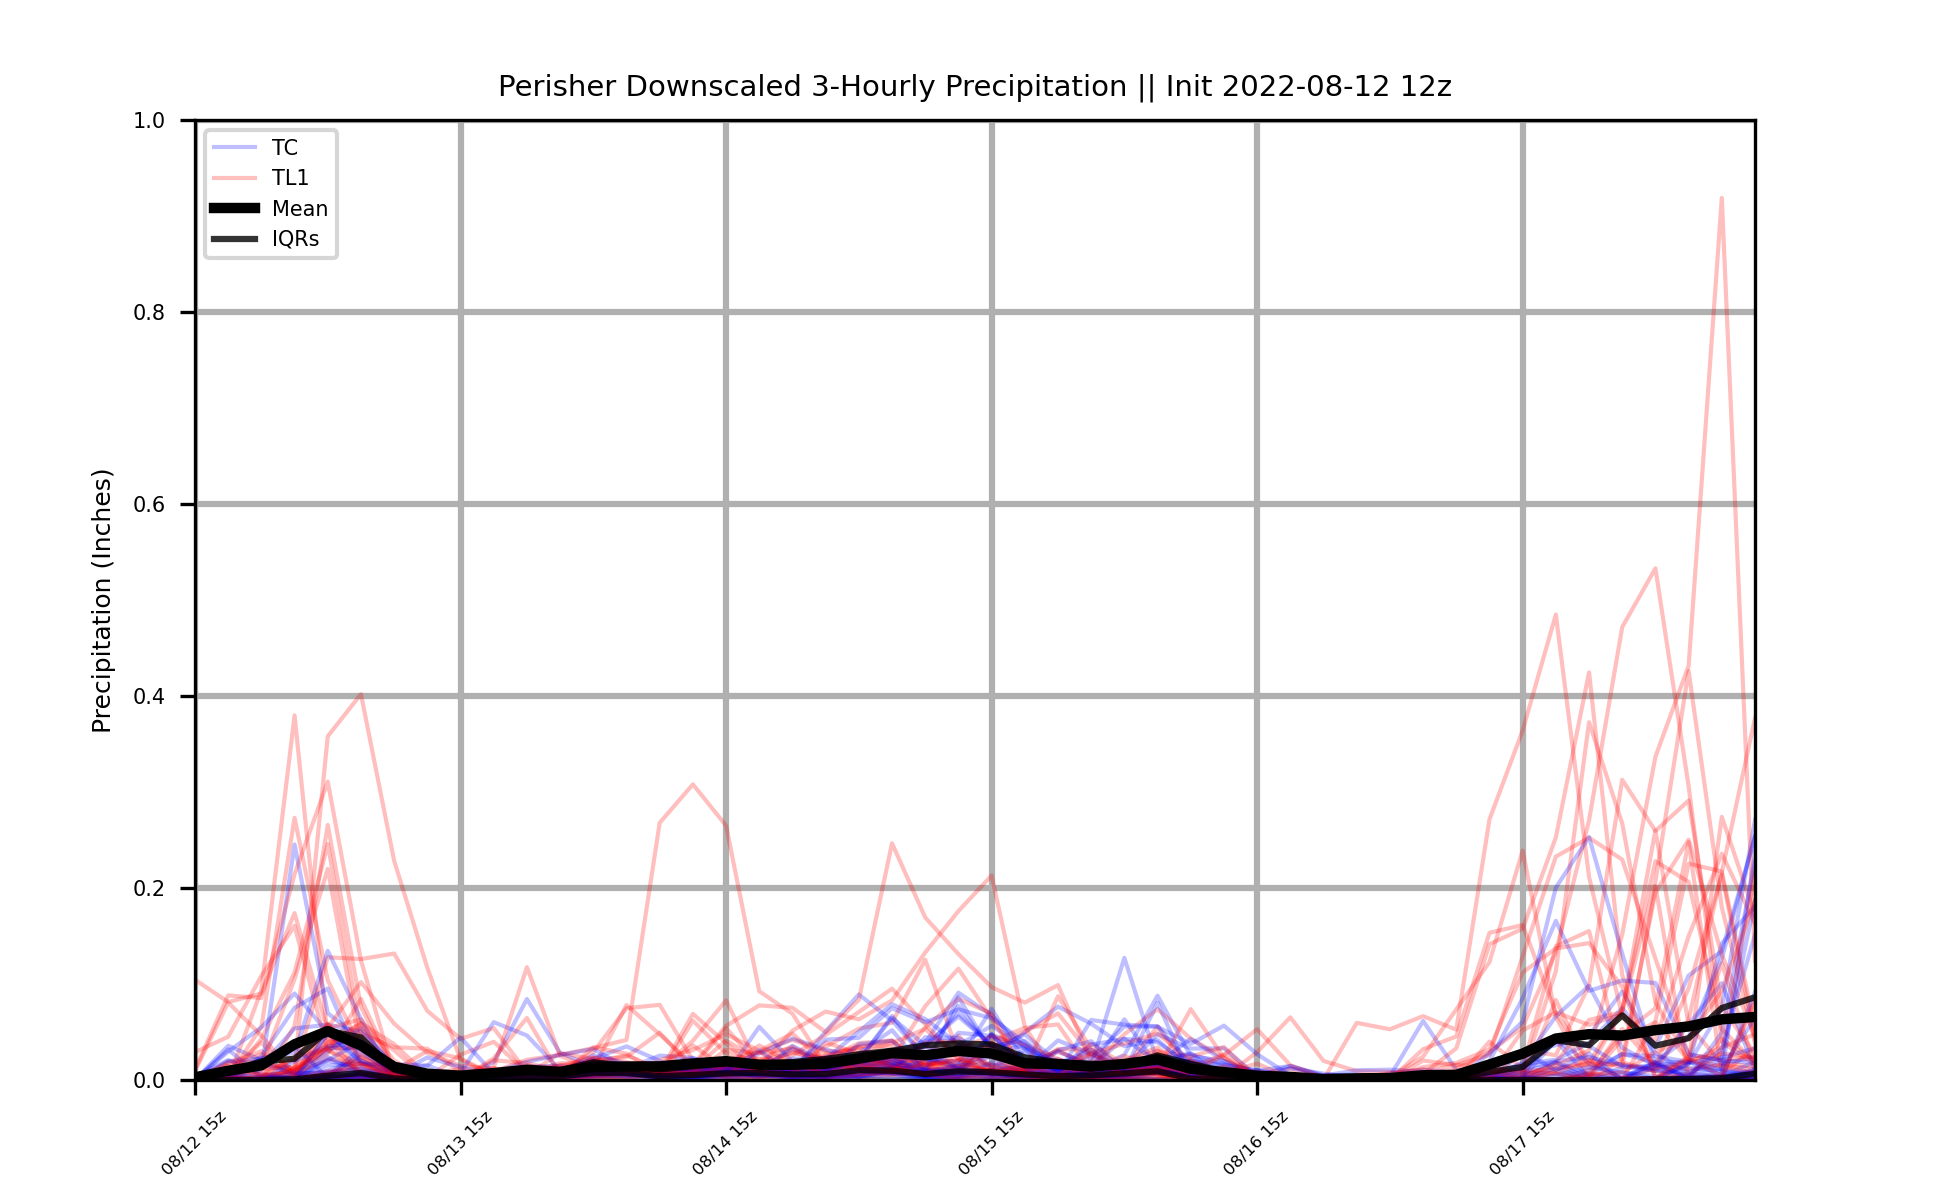 Perisher Downscaled 3-Hourly Precipitation || Init 2022-08-12 12z
TC
TL1
Mean
IQRs
Precipitation (Inches)
1.0
0.8
0.6
0.4
0.2
0.0
08/12 15z
08/13 15z
08/14 15z
08/15 15z
08/16 15z
08/17 15z